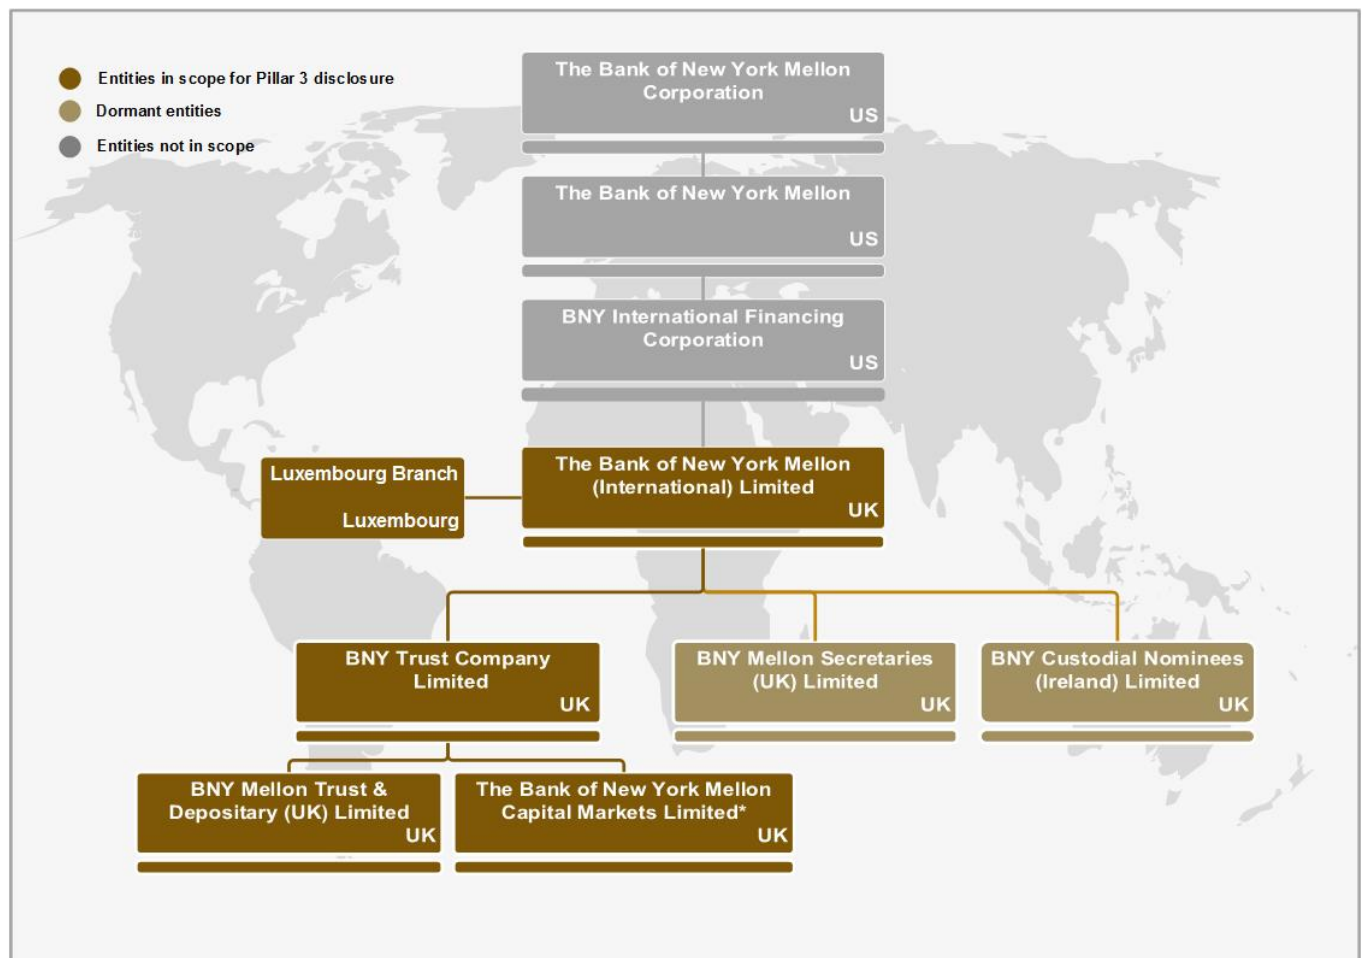 Entities in scope for Pillar 3 disclosure
Dormant entities
Entities not in scope
The Bank of New York Mellon
Corporation
US
The Bank of New York Mellon
US
BNY International Financing
Corporation
US
Luxembourg Branch
Luxembourg
The Bank of New York Mellon
(International) Limited
UK
BNY Trust Company
Limited
UK
BNY Mellon Secretaries
(UK) Limited
UK
BNY Custodial Nominees
(Ireland) Limited
UK
BNY Mellon Trust &
Depositary (UK) Limited
UK
The Bank of New York Mellon
Capital Markets Limited*
UK